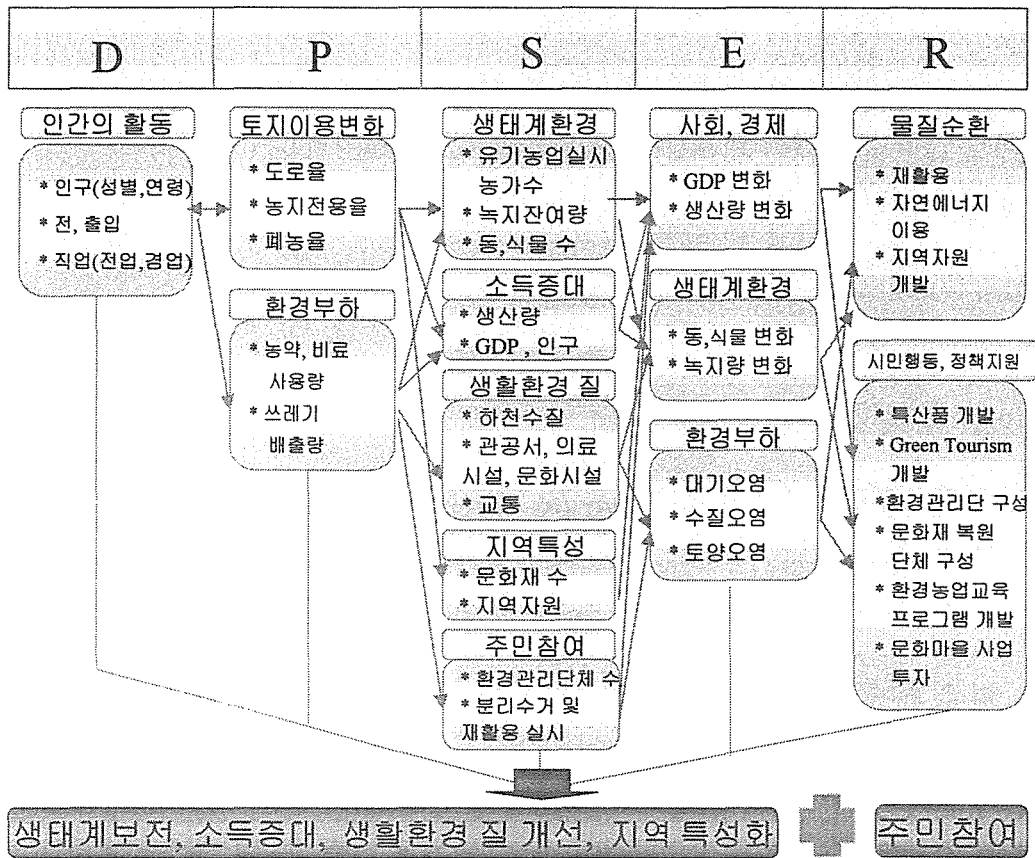 D P S E R
인간의 활동
* 인구(성별,연령)
* 전, 출입
* 직업(전업,겸업)
토지이용변화
* 도로율
* 농지전용율
* 폐농율
환경부하
* 농약, 비료
사용량
* 쓰레기
배출량
생태계환경
* 유기농업실시
농가수
* 녹지잔여량
* 동,식물 수
소득증대
* 생산량
* GDP , 인구
생활환경 질
* 하천수질
* 관공서, 의료
시설, 문화시설
* 교통
지역특성
* 문화재 수
* 지역자원
주민참여
* 환경관리단체 수
* 분리수거 및
재활용 실시
사회, 경제
* GDP 변화
* 생산량 변화
생태계환경
* 동,식물 변화
* 녹지량 변화
환경부하
* 대기오염
* 수질오염
* 토양오염
물질순환
* 재활용
* 자연에너지
이용
* 지역자원
개발
시민행동, 정책지원
* 특산품 개발
* Green Tourism
개발
*환경관리단 구성
* 문화재 복원
단체 구성
* 환경농업교육
프로그램 개발
* 문화마을 사업
투자
생태계보전, 소득증대, 생활환경 질 개선, 지역 특성화
주민참여